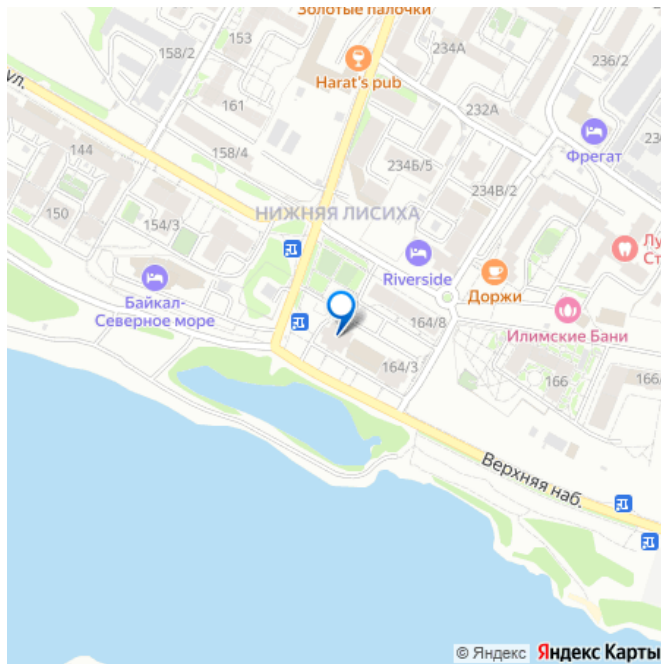 Золотые палочки
153
234А
158/2
236/2
Harat's pub
ул.
161
232А
Фрегат
158/4
144
234Б/5
234В/2
150
НИЖНЯЯ ЛИСИХА
154/3
Riverside
Доржи
Байкал-
Северное море
164/8
Илимские Бани
164/3
166
Верхняя наб.
© Яндекс
Яндекс Карты